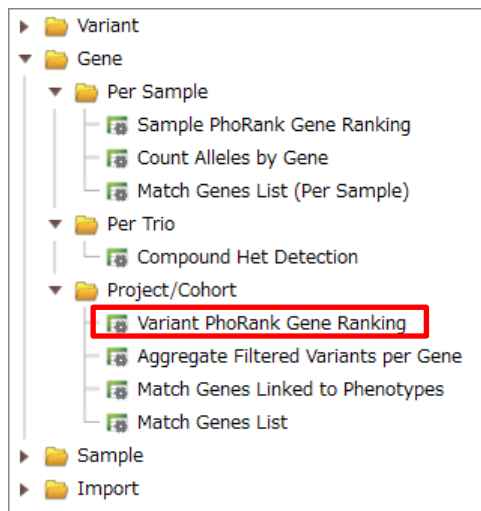 Variant
Gene
Per Sample
Sample PhoRank Gene Ranking
Count Alleles by Gene
Match Genes List (Per Sample)
Per Trio
Compound Het Detection
Project/Cohort
Variant PhoRank Gene Ranking
Aggregate Filtered Variants per Gene
Match Genes Linked to Phenotypes
Match Genes List
Sample
Import